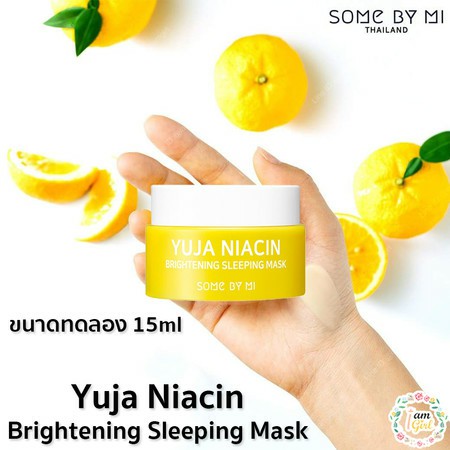 SOME BY MI
THAILAND
YUJA NIACIN
BRIGHTENING SLEEPING MASK
SOME BY MI
ขนาดทดลอง 15ml
Yuja Niacin
Brightening Sleeping Mask
I am
Girl